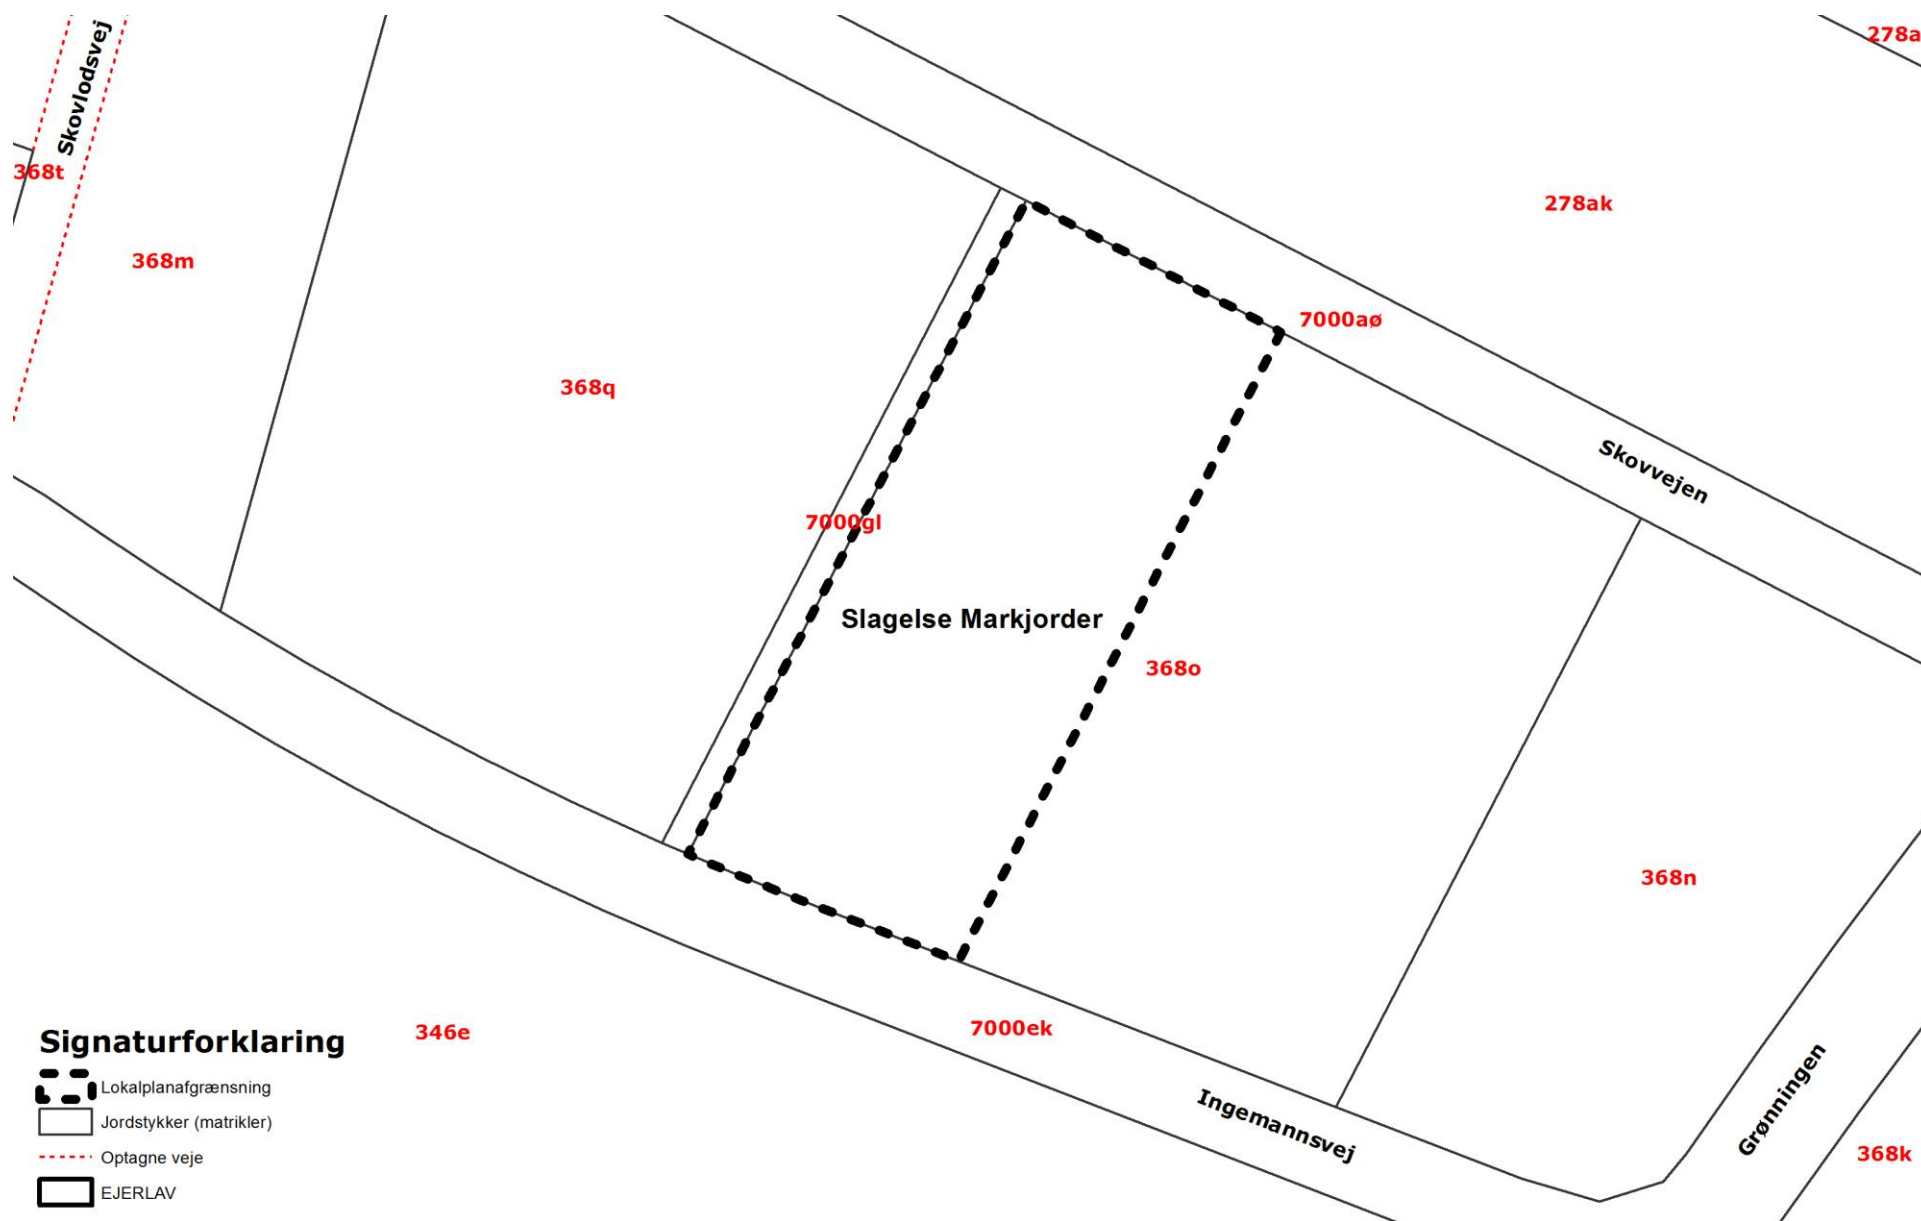 278a
Skovlodsvej
368t
278ak
368m
7000aø
368q
Skovvejen
7000gl
Slagelse Markjorder
368o
368n
346e
7000ek
Ingemannsvej
Grønningen
368k
Signaturforklaring
Lokalplanafgrænsning
Jordstykker (matrikler)
Optagne veje
EJERLAV